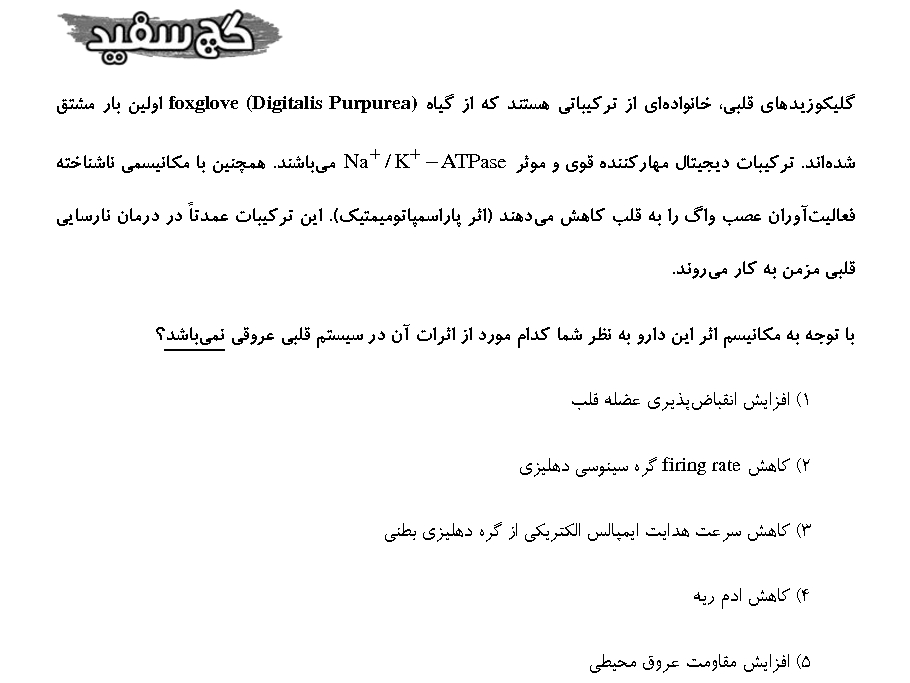 گچ سفید
گلیکوزیدهای قلبی، خانواده‌ای از ترکیباتی هستند که از گیاه foxglove (Digitalis Purpurea) اولین بار مشتق
شده‌اند. ترکیبات دیجیتال مهارکننده قوی و موثر Na⁺ / K⁺ −ATPase می‌باشند. همچنین با مکانیسمی ناشناخته
فعالیت‌آوران عصب واگ را به قلب کاهش می‌دهند (اثر پاراسمپاتومیمتیک). این ترکیبات عمدتاً در درمان نارسایی
قلبی مزمن به کار می‌روند.
با توجه به مکانیسم اثر این دارو به نظر شما کدام مورد از اثرات آن در سیستم قلبی عروقی نمی‌باشد؟
۱) افزایش انقباض‌پذیری عضله قلب
۲) کاهش firing rate گره سینوسی دهلیزی
۳) کاهش سرعت هدایت ایمپالس الکتریکی از گره دهلیزی بطنی
۴) کاهش ادم ریه
۵) افزایش مقاومت عروق محیطی